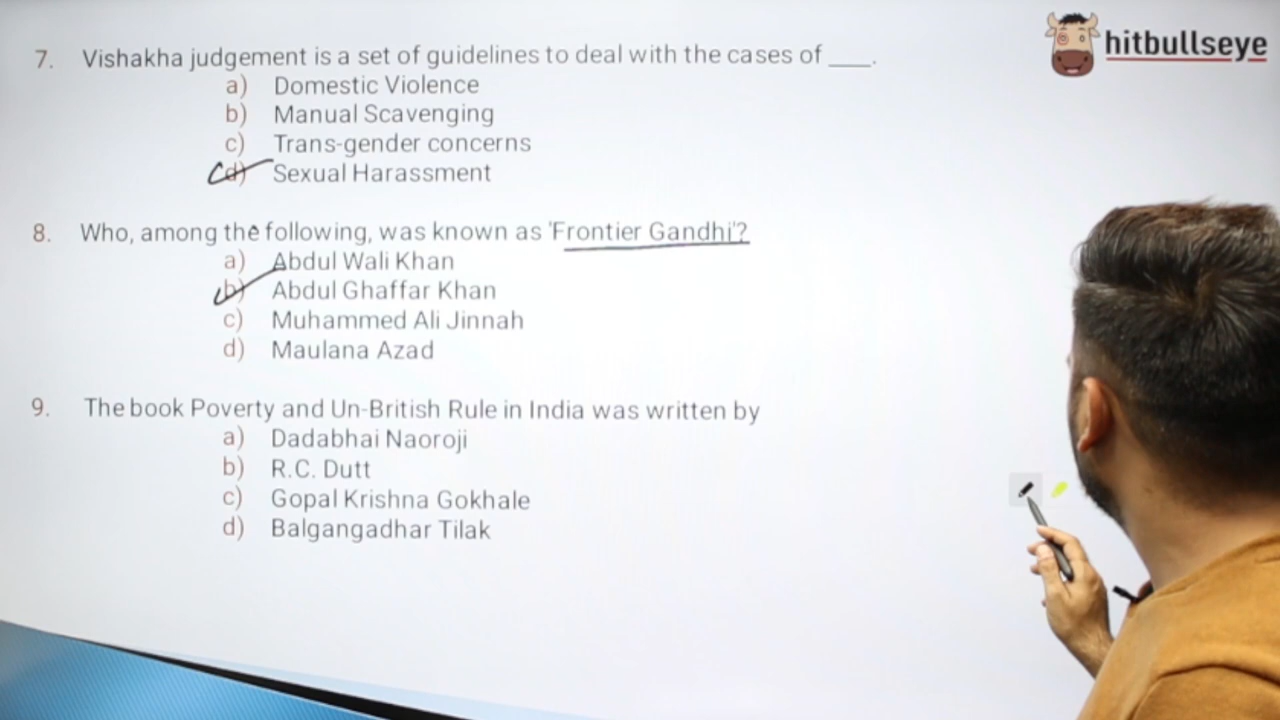 hitbullseye
7. Vishakha judgement is a set of guidelines to deal with the cases of ___.
a) Domestic Violence
b) Manual Scavenging
c) Trans-gender concerns
d) Sexual Harassment
8. Who, among the following, was known as 'Frontier Gandhi'?
a) Abdul Wali Khan
b) Abdul Ghaffar Khan
c) Muhammed Ali Jinnah
d) Maulana Azad
9. The book Poverty and Un-British Rule in India was written by
a) Dadabhai Naoroji
b) R.C. Dutt
c) Gopal Krishna Gokhale
d) Balgangadhar Tilak